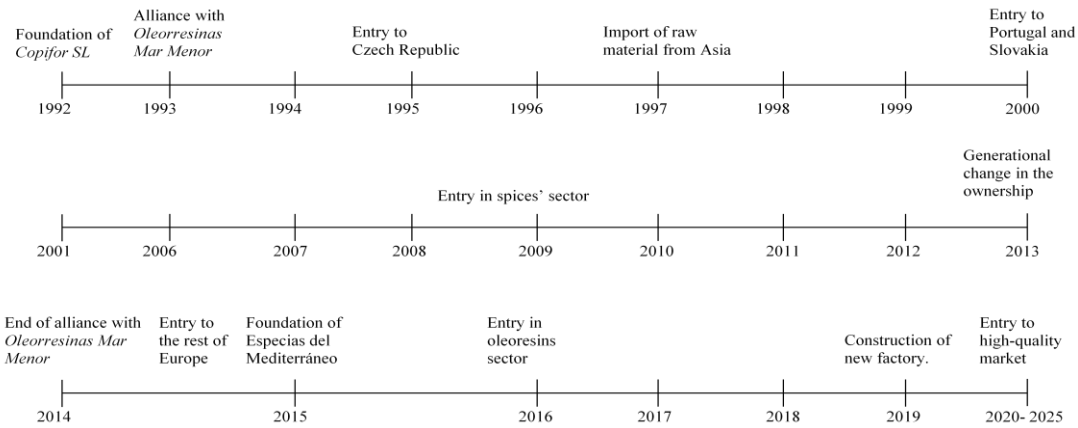 Foundation of
Copifor SL
Alliance with
Oleorresinas
Mar Menor
Entry to
Czech Republic
Import of raw
material from Asia
Entry to
Portugal and
Slovakia
1992 1993 1994 1995 1996 1997 1998 1999 2000
Entry in spices’ sector
Generational
change in the
ownership
2001 2006 2007 2008 2009 2010 2011 2012 2013
End of alliance with
Oleorresinas Mar
Menor
Entry to
the rest of
Europe
Foundation of
Especias del
Mediterráneo
Entry in
oleoresins
sector
Construction of
new factory.
Entry to
high-quality
market
2014 2015 2016 2017 2018 2019 2020- 2025